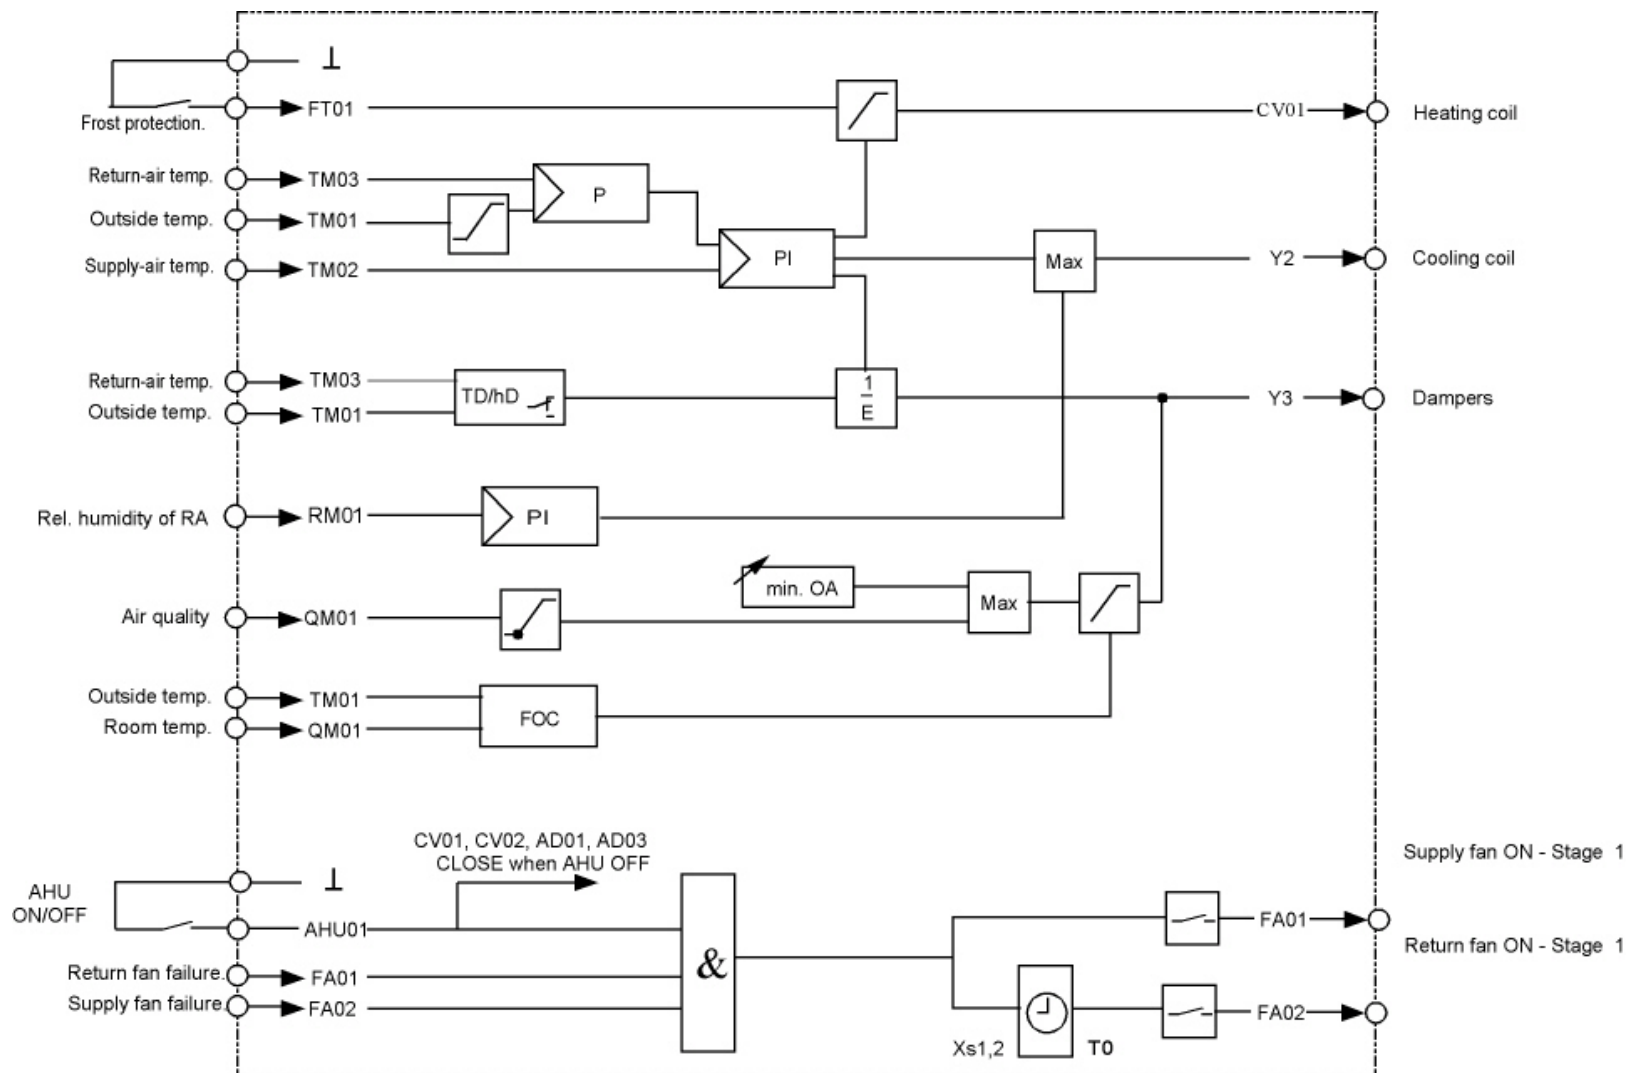 ⊥
FT01
CV01
Heating coil
Frost protection.
Return-air temp.
TM03
P
Outside temp.
TM01
Supply-air temp.
TM02
PI
Max
Y2
Cooling coil
Return-air temp.
TM03
TD/hD
1
E
Y3
Dampers
Outside temp.
TM01
Rel. humidity of RA
RM01
PI
min. OA
Max
Air quality
QM01
Outside temp.
TM01
FOC
Room temp.
QM01
CV01, CV02, AD01, AD03
CLOSE when AHU OFF
Supply fan ON - Stage 1
⊥
AHU
ON/OFF
AHU01
FA01
Return fan ON - Stage 1
Return fan failure.
FA01
&
Supply fan failure.
FA02
FA02
Xs1,2
T0